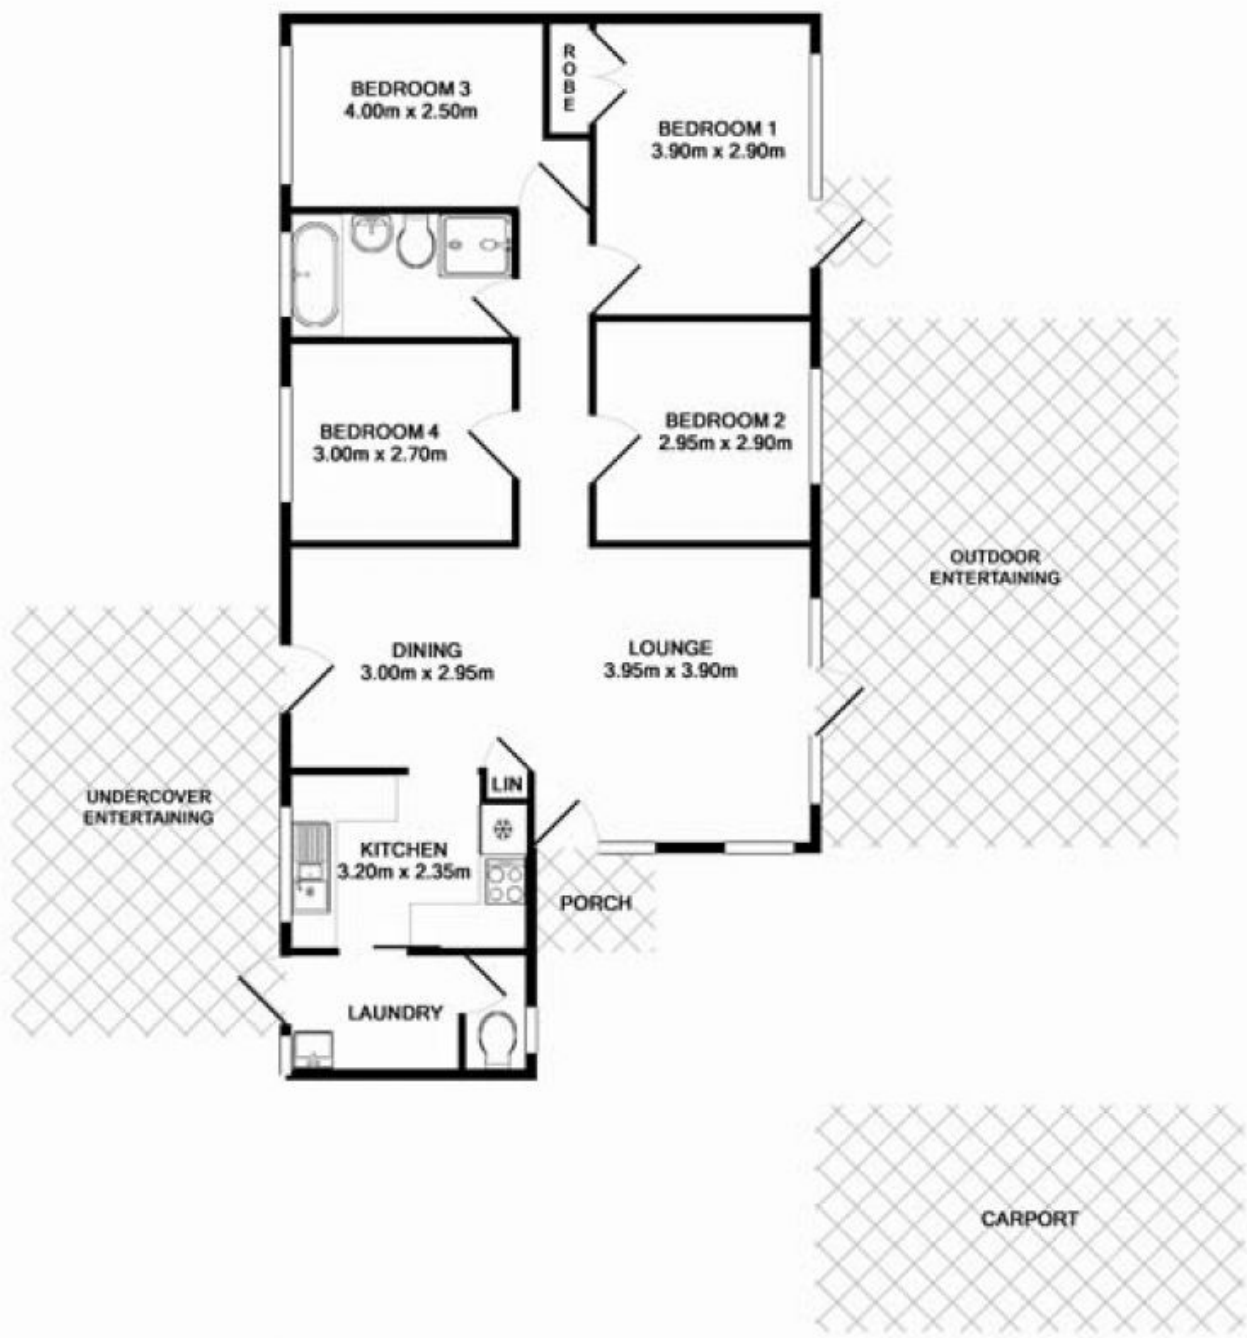 BEDROOM 3
4.00m x 2.50m
ROBE
BEDROOM 1
3.90m x 2.90m
BEDROOM 4
3.00m x 2.70m
BEDROOM 2
2.95m x 2.90m
OUTDOOR
ENTERTAINING
DINING
3.00m x 2.95m
LOUNGE
3.95m x 3.90m
LIN
UNDERCOVER
ENTERTAINING
KITCHEN
3.20m x 2.35m
PORCH
LAUNDRY
CARPORT